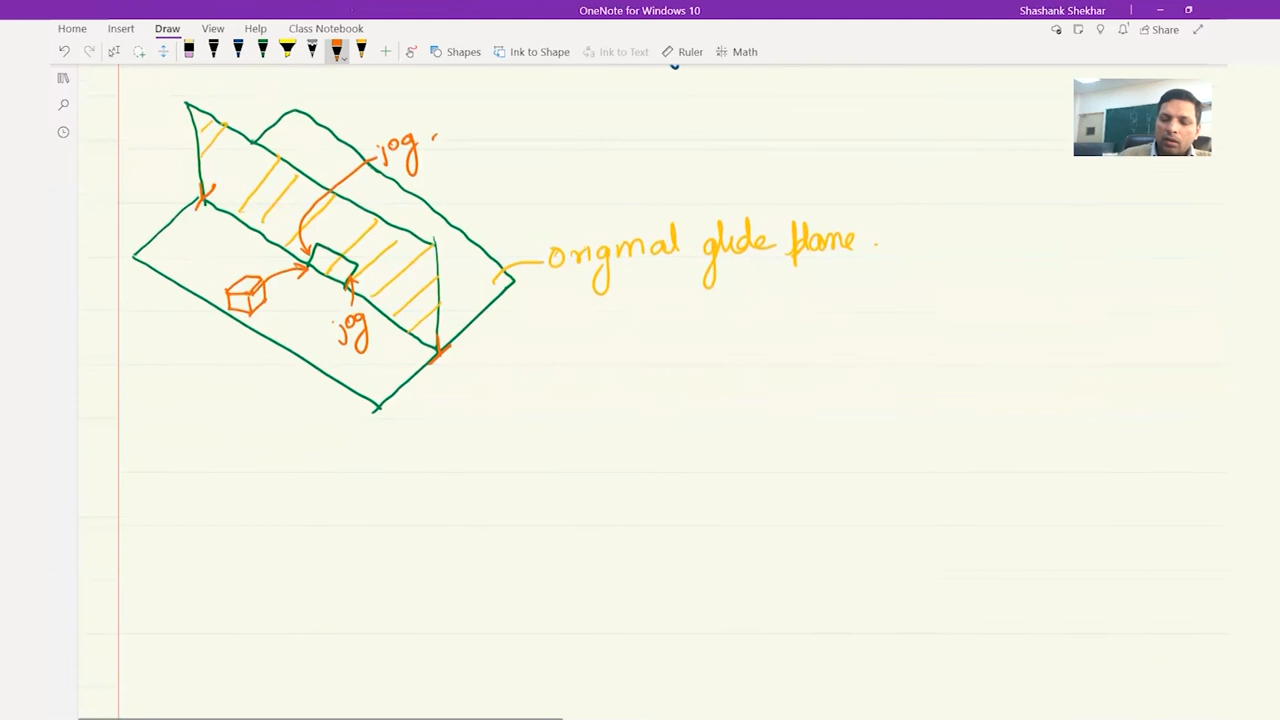 OneNote for Windows 10
Shashank Shekhar
Home Insert Draw View Help Class Notebook
Share
Shapes Ink to Shape Ink to Text Ruler Math
jog
original glide plane.
jog